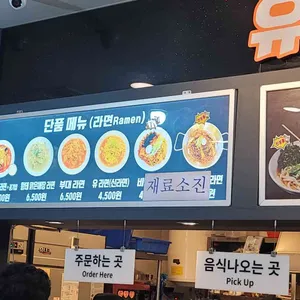 유
단품 메뉴 (라면Ramen)
부대 라면
유 라면(신라면)
6,500원
6,500원
4,500원
재료소진
주문하는 곳
Order Here
음식나오는 곳
Pick Up